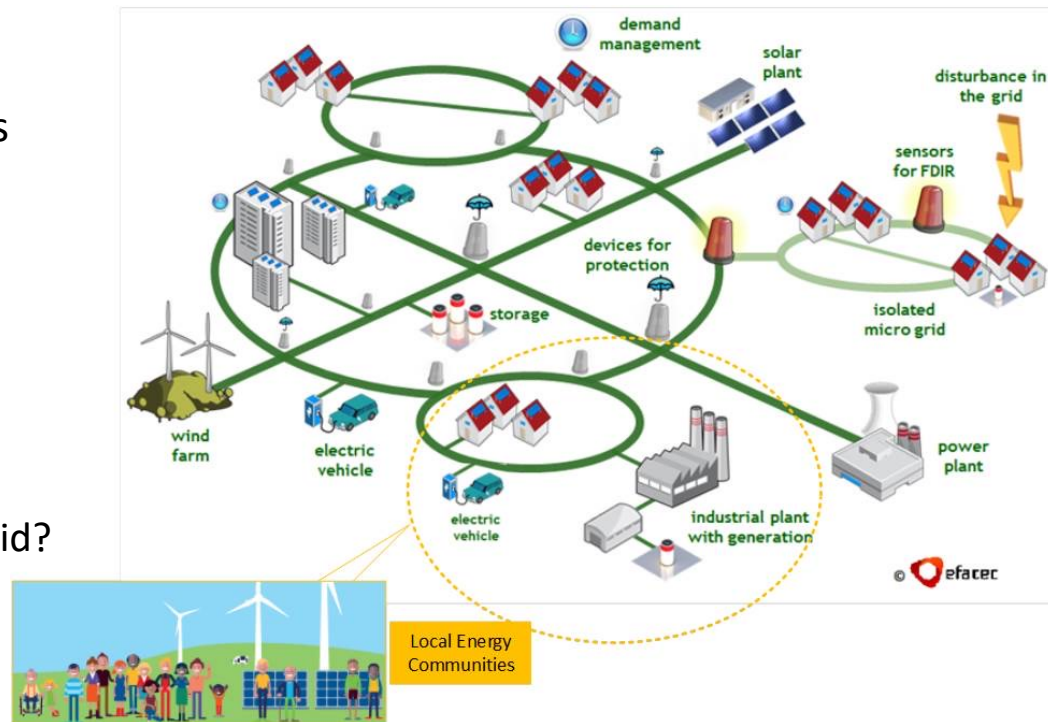 demand
management
solar
plant
disturbance in
the grid
s
sensors
for FDIR
devices for
protection
storage
isolated
micro grid
wind
farm
electric
vehicle
power
plant
electric
vehicle
industrial plant
with generation
id?
© efacec
Local Energy
Communities